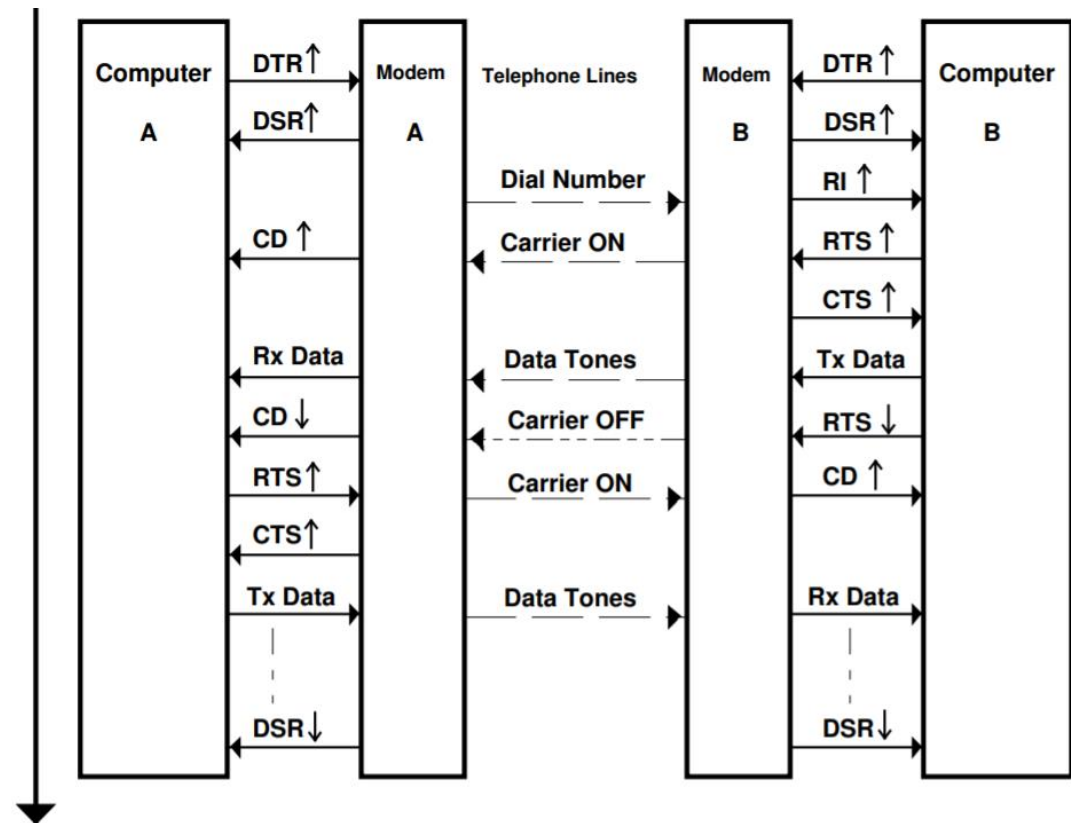 Computer
A
DTR↑
Modem
A
Telephone Lines
Modem
B
DTR↑
Computer
B
DSR↑
DSR↑
Dial Number
RI ↑
CD ↑
Carrier ON
RTS ↑
CTS ↑
Rx Data
Data Tones
Tx Data
CD ↓
Carrier OFF
RTS ↓
RTS↑
Carrier ON
CD ↑
CTS↑
Tx Data
Data Tones
Rx Data
DSR↓
DSR↓